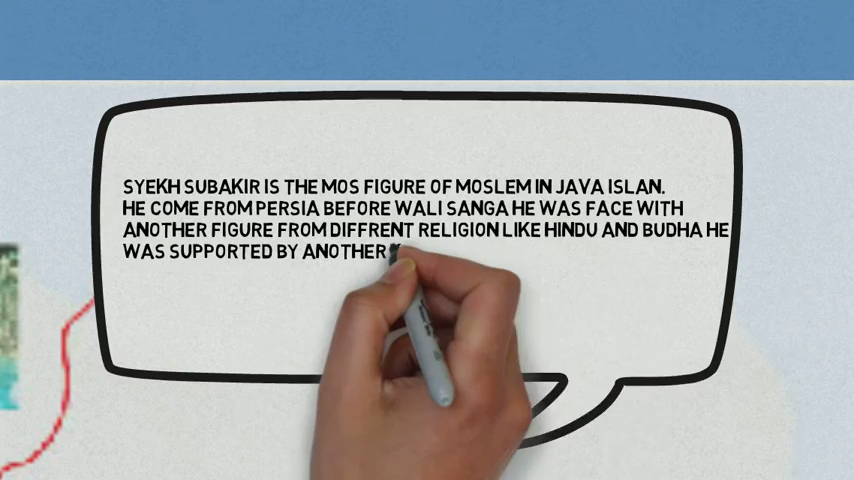 SYEKH SUBAKIR IS THE MOS FIGURE OF MOSLEM IN JAVA ISLAN.
HE COME FROM PERSIA BEFORE WALI SANGA HE WAS FACE WITH
ANOTHER FIGURE FROM DIFFRENT RELIGION LIKE HINDU AND BUDHA HE
WAS SUPPORTED BY ANOTHER